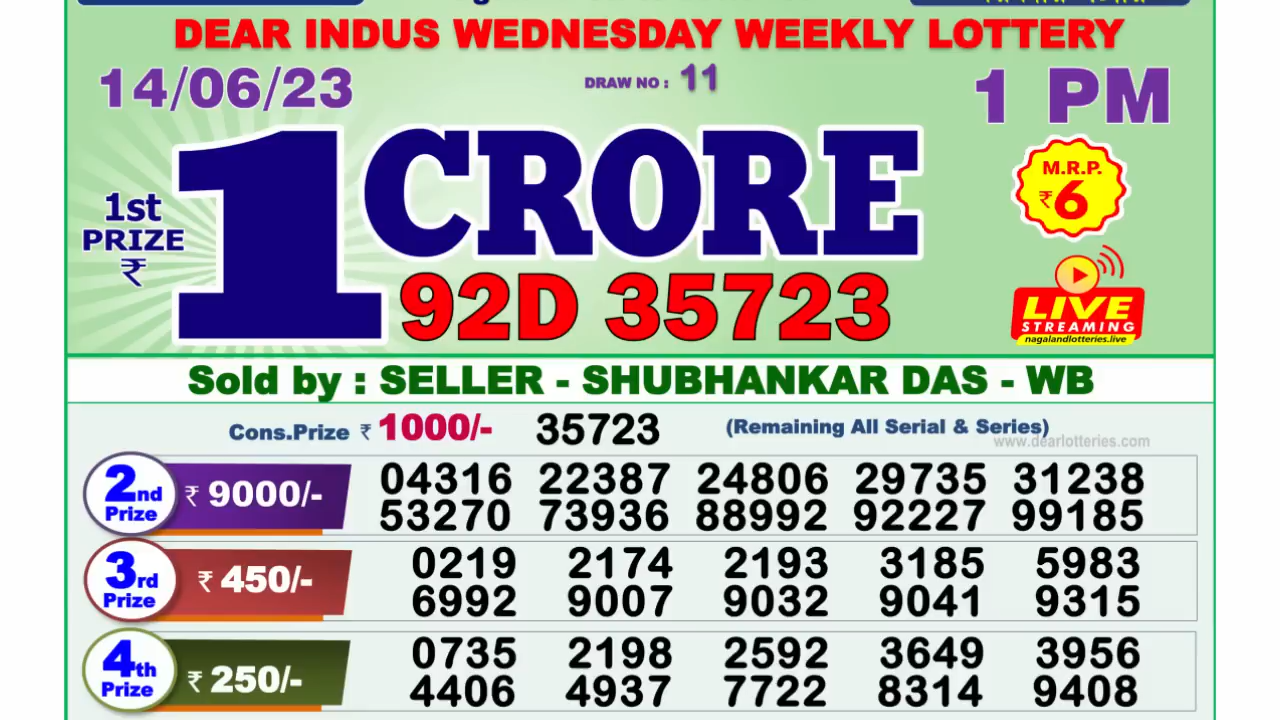 DEAR INDUS WEDNESDAY WEEKLY LOTTERY
14/06/23
DRAW NO : 11
1 PM
1st
PRIZE
₹
1 CRORE
92D 35723
M.R.P.
₹6
LIVE
STREAMING
nagalandlotteries.live
Sold by : SELLER - SHUBHANKAR DAS - WB
Cons.Prize ₹ 1000/- 35723 (Remaining All Serial & Series)
www.dearlotteries.com
2nd Prize ₹ 9000/-
04316 22387 24806 29735 31238
53270 73936 88992 92227 99185
3rd Prize ₹ 450/-
0219 2174 2193 3185 5983
6992 9007 9032 9041 9315
4th Prize ₹ 250/-
0735 2198 2592 3649 3956
4406 4937 7722 8314 9408